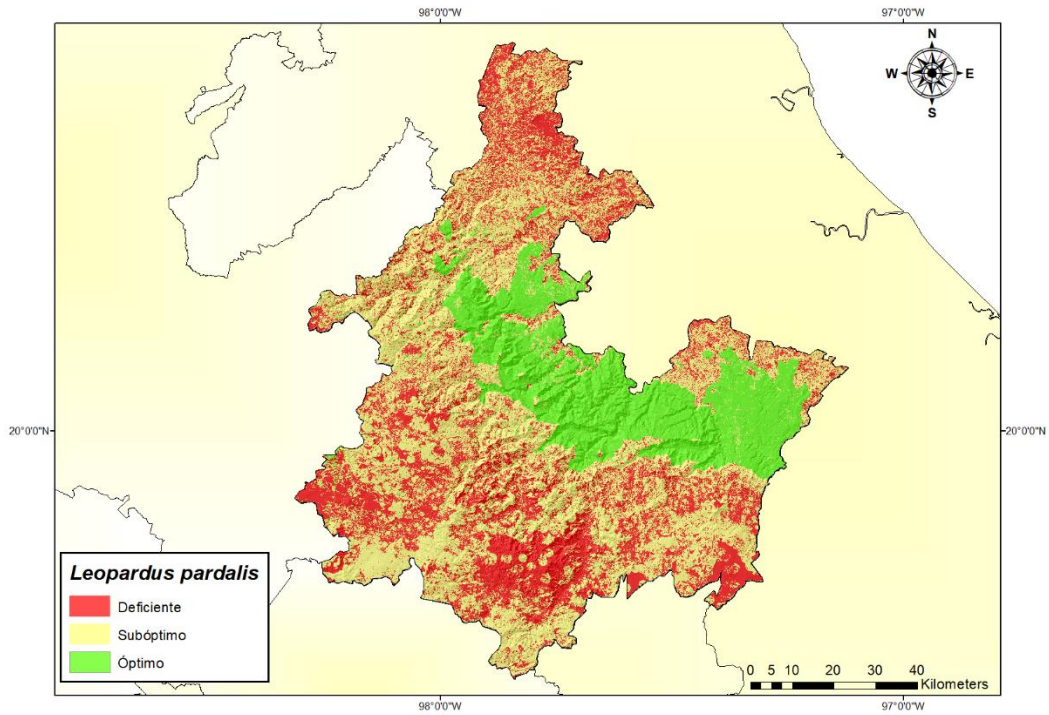 98°0'0"W 97°0'0"W
N
W E
S
20°0'0"N 20°0'0"N
Leopardus pardalis
Deficiente
Subóptimo
Óptimo
0 5 10 20 30 40
Kilometers
98°0'0"W 97°0'0"W